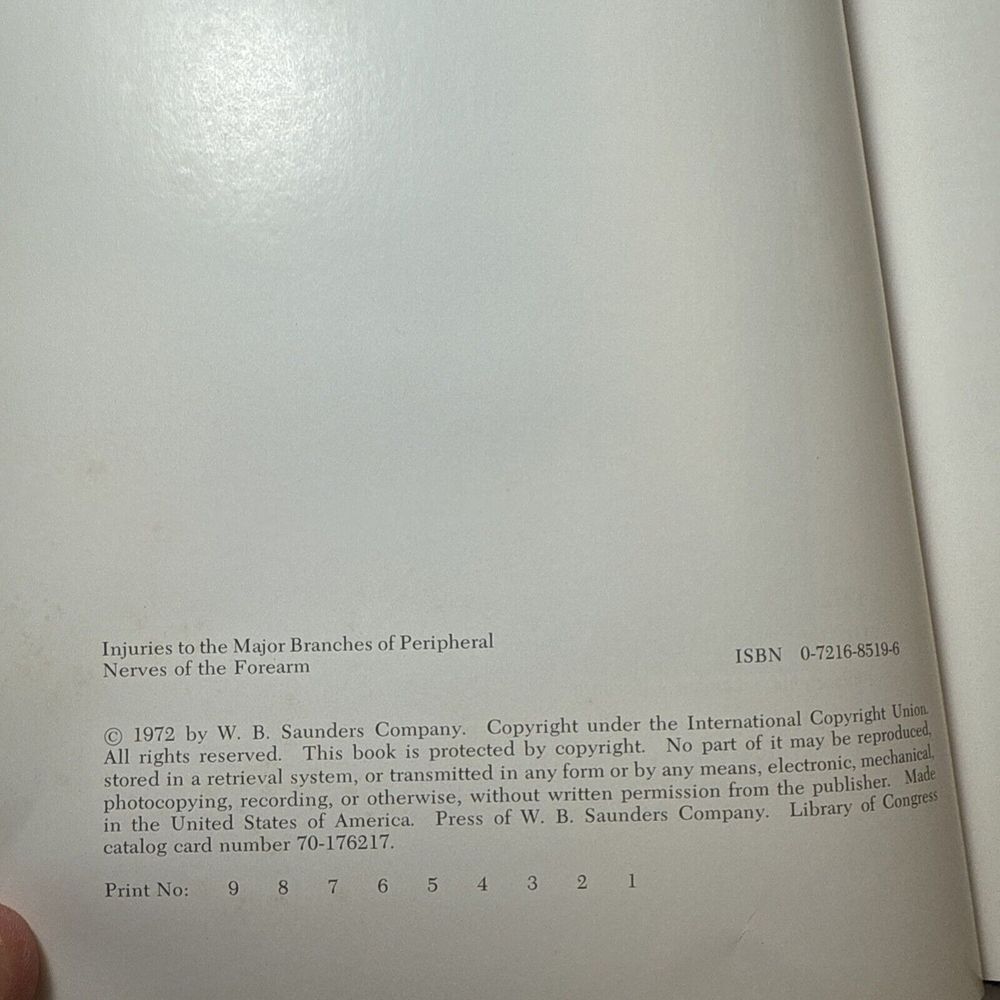 Injuries to the Major Branches of Peripheral
Nerves of the Forearm
ISBN 0-7216-8519-6
© 1972 by W. B. Saunders Company. Copyright under the International Copyright Union.
All rights reserved. This book is protected by copyright. No part of it may be reproduced,
stored in a retrieval system, or transmitted in any form or by any means, electronic, mechanical,
photocopying, recording, or otherwise, without written permission from the publisher. Made
in the United States of America. Press of W. B. Saunders Company. Library of Congress
catalog card number 70-176217.
Print No: 9 8 7 6 5 4 3 2 1